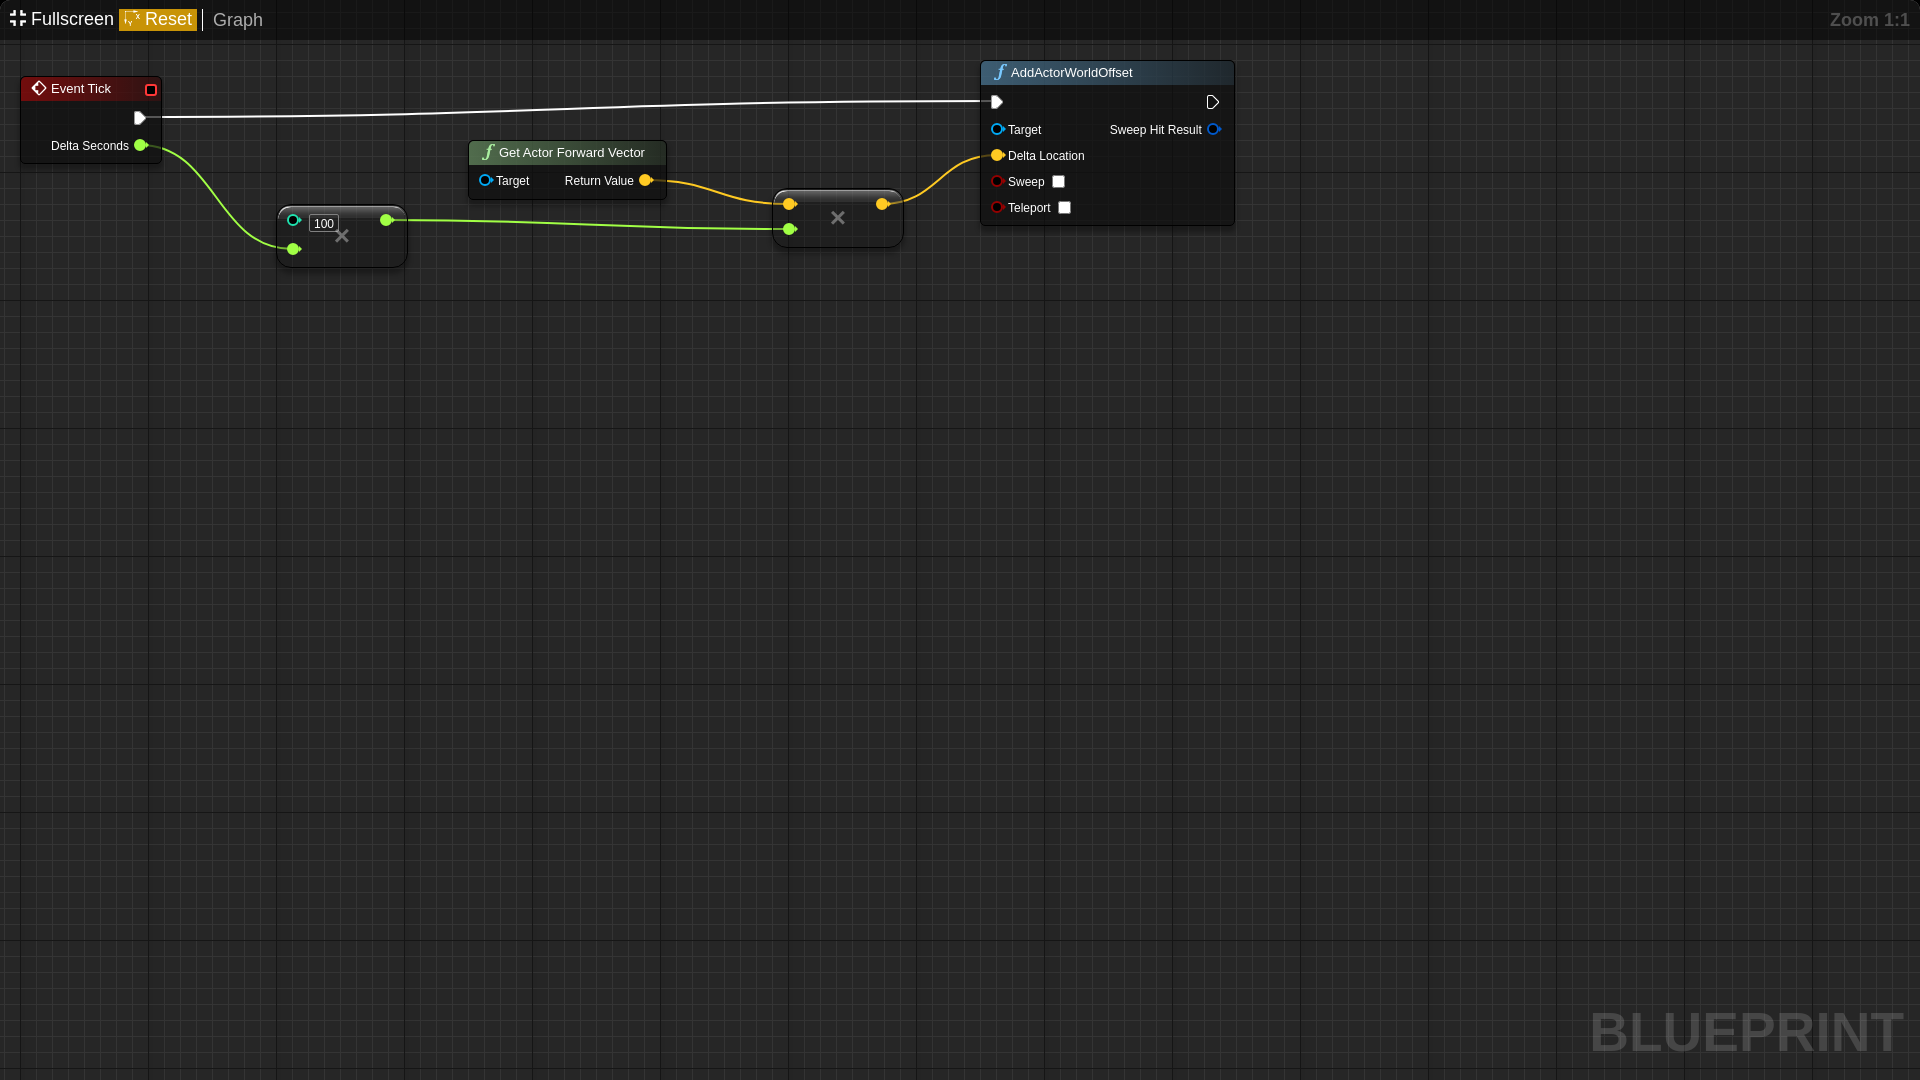 Fullscreen Reset Graph
Zoom 1:1
Event Tick
Delta Seconds
100
Get Actor Forward Vector
Target Return Value
AddActorWorldOffset
Target Sweep Hit Result
Delta Location
Sweep
Teleport
BLUEPRINT